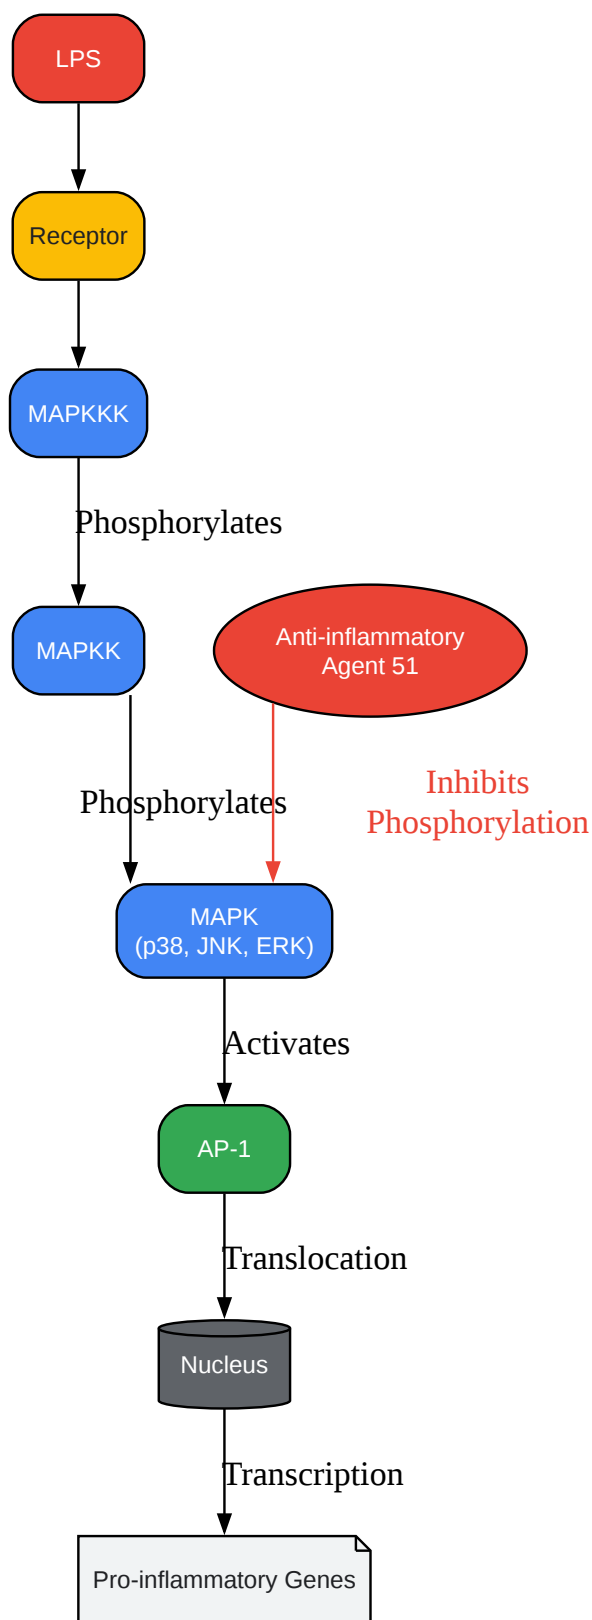 LPS
Receptor
MAPKKK
Phosphorylates
MAPKK
Anti-inflammatory
Agent 51
Phosphorylates
Inhibits
Phosphorylation
MAPK
(p38, JNK, ERK)
Activates
AP-1
Translocation
Nucleus
Transcription
Pro-inflammatory Genes